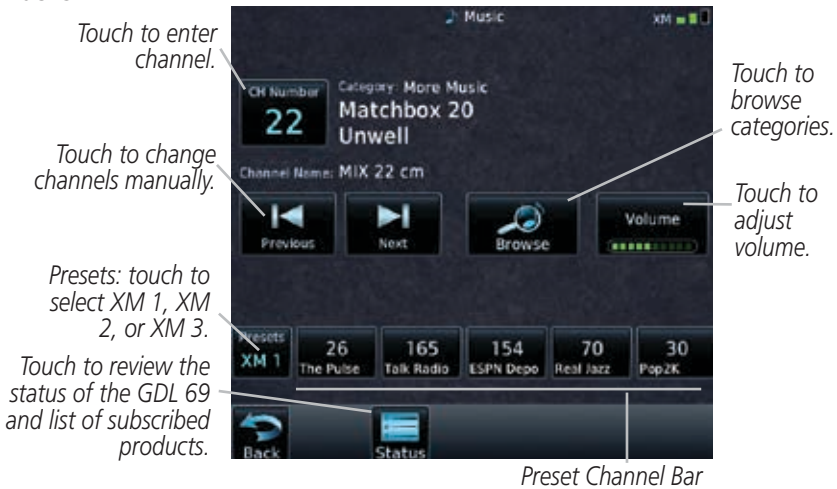 Music
XM
Touch to enter
channel.
CH Number
22
Category: More Music
Matchbox 20
Unwell
Touch to
browse
categories.
Touch to change
channels manually.
Channel Name: MIX 22 cm
Previous
Next
Browse
Volume
Touch to
adjust
volume.
Presets: touch to
select XM 1, XM
2, or XM 3.
Presets
XM 1
26
The Pulse
165
Talk Radio
154
ESPN Depo
70
Real Jazz
30
Pop2K
Touch to review the
status of the GDL 69
and list of subscribed
products.
Back
Status
Preset Channel Bar